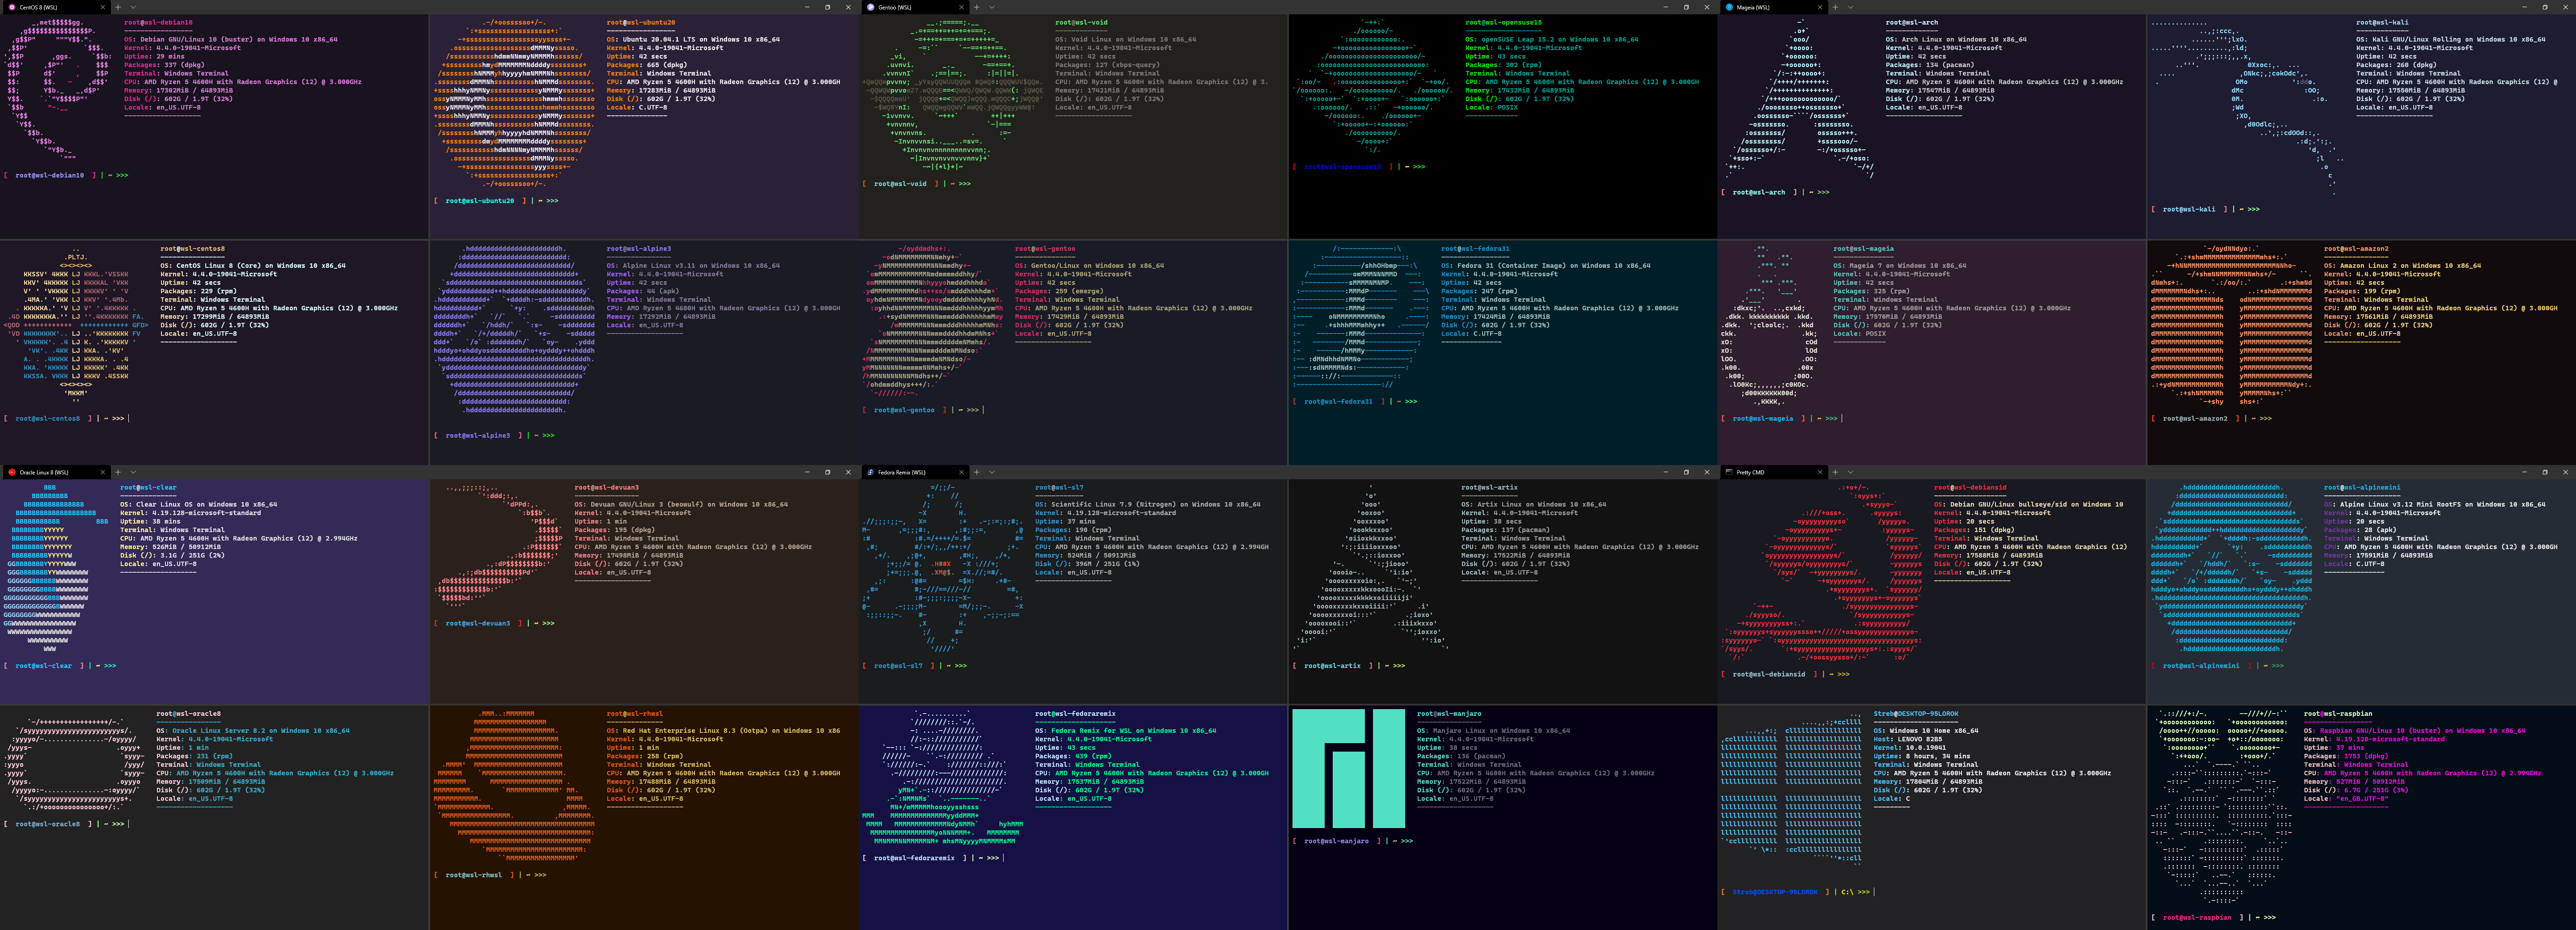 CentOS 8 (WSL)
root@wsl-debian10
OS: Debian GNU/Linux 10 (buster) on Windows 10 x86_64
Kernel: 4.4.0-19041-Microsoft
Uptime: 29 mins
Packages: 337 (dpkg)
Terminal: Windows Terminal
CPU: AMD Ryzen 5 4600H with Radeon Graphics (12) @ 3.000GHz
Memory: 17302MiB / 64893MiB
Disk (/): 602G / 1.9T (32%)
Locale: en_US.UTF-8
[ root@wsl-debian10 ] | ~ >>>
root@wsl-ubuntu20
OS: Ubuntu 20.04.1 LTS on Windows 10 x86_64
Kernel: 4.4.0-19041-Microsoft
Uptime: 42 secs
Packages: 665 (dpkg)
Terminal: Windows Terminal
CPU: AMD Ryzen 5 4600H with Radeon Graphics (12) @ 3.000GH
Memory: 17283MiB / 64893MiB
Disk (/): 602G / 1.9T (32%)
Locale: C.UTF-8
[ root@wsl-ubuntu20 ] | ~ >>>
Gentoo (WSL)
root@wsl-void
OS: Void Linux on Windows 10 x86_64
Kernel: 4.4.0-19041-Microsoft
Uptime: 42 secs
Packages: 127 (xbps-query)
Terminal: Windows Terminal
CPU: AMD Ryzen 5 4600H with Radeon Graphics (12) @ 3.
Memory: 17421MiB / 64893MiB
Disk (/): 602G / 1.9T (32%)
Locale: en_US.UTF-8
[ root@wsl-void ] | ~ >>>
root@wsl-opensuse15
OS: openSUSE Leap 15.2 on Windows 10 x86_64
Kernel: 4.4.0-19041-Microsoft
Uptime: 42 secs
Packages: 302 (rpm)
Terminal: Windows Terminal
CPU: AMD Ryzen 5 4600H with Radeon Graphics (12) @ 3.000GH
Memory: 17432MiB / 64893MiB
Disk (/): 602G / 1.9T (32%)
Locale: POSIX
[ root@wsl-opensuse15 ] | ~ >>>
Mageia (WSL)
root@wsl-arch
OS: Arch Linux on Windows 10 x86_64
Kernel: 4.4.0-19041-Microsoft
Uptime: 42 secs
Packages: 134 (pacman)
Terminal: Windows Terminal
CPU: AMD Ryzen 5 4600H with Radeon Graphics (12) @ 3.000GHz
Memory: 17547MiB / 64893MiB
Disk (/): 602G / 1.9T (32%)
Locale: en_US.UTF-8
[ root@wsl-arch ] | ~ >>>
root@wsl-kali
OS: Kali GNU/Linux Rolling on Windows 10 x86_64
Kernel: 4.4.0-19041-Microsoft
Uptime: 42 secs
Packages: 268 (dpkg)
Terminal: Windows Terminal
CPU: AMD Ryzen 5 4600H with Radeon Graphics (12) @
Memory: 17550MiB / 64893MiB
Disk (/): 602G / 1.9T (32%)
Locale: en_US.UTF-8
[ root@wsl-kali ] | ~ >>>
root@wsl-centos8
OS: CentOS Linux 8 (Core) on Windows 10 x86_64
Kernel: 4.4.0-19041-Microsoft
Uptime: 42 secs
Packages: 229 (rpm)
Terminal: Windows Terminal
CPU: AMD Ryzen 5 4600H with Radeon Graphics (12) @ 3.000GHz
Memory: 17299MiB / 64893MiB
Disk (/): 602G / 1.9T (32%)
Locale: en_US.UTF-8
[ root@wsl-centos8 ] | ~ >>>
root@wsl-alpine3
OS: Alpine Linux v3.11 on Windows 10 x86_64
Kernel: 4.4.0-19041-Microsoft
Uptime: 42 secs
Packages: 44 (apk)
Terminal: Windows Terminal
CPU: AMD Ryzen 5 4600H with Radeon Graphics (12) @ 3.000GH
Memory: 17292MiB / 64893MiB
Disk (/): 602G / 1.9T (32%)
Locale: en_US.UTF-8
[ root@wsl-alpine3 ] | ~ >>>
root@wsl-gentoo
OS: Gentoo/Linux on Windows 10 x86_64
Kernel: 4.4.0-19041-Microsoft
Uptime: 42 secs
Packages: 259 (emerge)
Terminal: Windows Terminal
CPU: AMD Ryzen 5 4600H with Radeon Graphics (12) @ 3.000GHz
Memory: 17429MiB / 64893MiB
Disk (/): 602G / 1.9T (32%)
Locale: en_US.UTF-8
[ root@wsl-gentoo ] | ~ >>>
root@wsl-fedora31
OS: Fedora 31 (Container Image) on Windows 10 x86_64
Kernel: 4.4.0-19041-Microsoft
Uptime: 42 secs
Packages: 247 (rpm)
Terminal: Windows Terminal
CPU: AMD Ryzen 5 4600H with Radeon Graphics (12) @ 3.000GHz
Memory: 17424MiB / 64893MiB
Disk (/): 602G / 1.9T (32%)
Locale: C.UTF-8
[ root@wsl-fedora31 ] | ~ >>>
root@wsl-mageia
OS: Mageia 7 on Windows 10 x86_64
Kernel: 4.4.0-19041-Microsoft
Uptime: 42 secs
Packages: 325 (rpm)
Terminal: Windows Terminal
CPU: AMD Ryzen 5 4600H with Radeon Graphics (12) @ 3.000GHz
Memory: 17570MiB / 64893MiB
Disk (/): 602G / 1.9T (32%)
Locale: POSIX
[ root@wsl-mageia ] | ~ >>>
root@wsl-amazon2
OS: Amazon Linux 2 on Windows 10 x86_64
Kernel: 4.4.0-19041-Microsoft
Uptime: 42 secs
Packages: 199 (rpm)
Terminal: Windows Terminal
CPU: AMD Ryzen 5 4600H with Radeon Graphics (12) @ 3.000GH
Memory: 17561MiB / 64893MiB
Disk (/): 602G / 1.9T (32%)
Locale: en_US.UTF-8
[ root@wsl-amazon2 ] | ~ >>>
Oracle Linux 8 (WSL)
root@wsl-clear
OS: Clear Linux OS on Windows 10 x86_64
Kernel: 4.19.128-microsoft-standard
Uptime: 38 mins
Terminal: Windows Terminal
CPU: AMD Ryzen 5 4600H with Radeon Graphics (12) @ 2.994GHz
Memory: 526MiB / 50912MiB
Disk (/): 3.1G / 251G (2%)
Locale: en_US.UTF-8
[ root@wsl-clear ] | ~ >>>
root@wsl-devuan3
OS: Devuan GNU/Linux 3 (beowulf) on Windows 10 x86_64
Kernel: 4.4.0-19041-Microsoft
Uptime: 1 min
Packages: 195 (dpkg)
Terminal: Windows Terminal
CPU: AMD Ryzen 5 4600H with Radeon Graphics (12) @ 3.000GHz
Memory: 17498MiB / 64893MiB
Disk (/): 602G / 1.9T (32%)
Locale: en_US.UTF-8
[ root@wsl-devuan3 ] | ~ >>>
Fedora Remix (WSL)
root@wsl-sl7
OS: Scientific Linux 7.9 (Nitrogen) on Windows 10 x86_64
Kernel: 4.19.128-microsoft-standard
Uptime: 37 mins
Packages: 190 (rpm)
Terminal: Windows Terminal
CPU: AMD Ryzen 5 4600H with Radeon Graphics (12) @ 2.994GH
Memory: 524MiB / 50912MiB
Disk (/): 396M / 251G (1%)
Locale: en_US.UTF-8
[ root@wsl-sl7 ] | ~ >>>
root@wsl-artix
OS: Artix Linux on Windows 10 x86_64
Kernel: 4.4.0-19041-Microsoft
Uptime: 38 secs
Packages: 137 (pacman)
Terminal: Windows Terminal
CPU: AMD Ryzen 5 4600H with Radeon Graphics (12) @ 3.000GHz
Memory: 17522MiB / 64893MiB
Disk (/): 602G / 1.9T (32%)
Locale: en_US.UTF-8
[ root@wsl-artix ] | ~ >>>
Pretty CMD
root@wsl-debiansid
OS: Debian GNU/Linux bullseye/sid on Windows 10
Kernel: 4.4.0-19041-Microsoft
Uptime: 20 secs
Packages: 151 (dpkg)
Terminal: Windows Terminal
CPU: AMD Ryzen 5 4600H with Radeon Graphics (12)
Memory: 17588MiB / 64893MiB
Disk (/): 602G / 1.9T (32%)
Locale: en_US.UTF-8
[ root@wsl-debiansid ] | ~ >>>
root@wsl-alpinemini
OS: Alpine Linux v3.12 Mini RootFS on Windows 10 x86_64
Kernel: 4.4.0-19041-Microsoft
Uptime: 20 secs
Packages: 28 (apk)
Terminal: Windows Terminal
CPU: AMD Ryzen 5 4600H with Radeon Graphics (12) @ 3.000GH
Memory: 17591MiB / 64893MiB
Disk (/): 602G / 1.9T (32%)
Locale: C.UTF-8
[ root@wsl-alpinemini ] | ~ >>>
root@wsl-oracle8
OS: Oracle Linux Server 8.2 on Windows 10 x86_64
Kernel: 4.4.0-19041-Microsoft
Uptime: 1 min
Packages: 231 (rpm)
Terminal: Windows Terminal
CPU: AMD Ryzen 5 4600H with Radeon Graphics (12) @ 3.000GHz
Memory: 17509MiB / 64893MiB
Disk (/): 602G / 1.9T (32%)
Locale: en_US.UTF-8
[ root@wsl-oracle8 ] | ~ >>>
root@wsl-rhwsl
OS: Red Hat Enterprise Linux 8.3 (Ootpa) on Windows 10 x86
Kernel: 4.4.0-19041-Microsoft
Uptime: 1 min
Packages: 258 (rpm)
Terminal: Windows Terminal
CPU: AMD Ryzen 5 4600H with Radeon Graphics (12) @ 3.000GH
Memory: 17488MiB / 64893MiB
Disk (/): 602G / 1.9T (32%)
Locale: en_US.UTF-8
[ root@wsl-rhwsl ] | ~ >>>
root@wsl-fedoraremix
OS: Fedora Remix for WSL on Windows 10 x86_64
Kernel: 4.4.0-19041-Microsoft
Uptime: 43 secs
Packages: 439 (rpm)
Terminal: Windows Terminal
CPU: AMD Ryzen 5 4600H with Radeon Graphics (12) @ 3.000GH
Memory: 17537MiB / 64893MiB
Disk (/): 602G / 1.9T (32%)
Locale: en_US.UTF-8
[ root@wsl-fedoraremix ] | ~ >>>
root@wsl-manjaro
OS: Manjaro Linux on Windows 10 x86_64
Kernel: 4.4.0-19041-Microsoft
Uptime: 38 secs
Packages: 136 (pacman)
Terminal: Windows Terminal
CPU: AMD Ryzen 5 4600H with Radeon Graphics (12) @ 3.000GHz
Memory: 17522MiB / 64893MiB
Disk (/): 602G / 1.9T (32%)
Locale: en_US.UTF-8
[ root@wsl-manjaro ] | ~ >>>
Streb@DESKTOP-95LOROK
OS: Windows 10 Home x86_64
Host: LENOVO 82B5
Kernel: 10.0.19041
Uptime: 8 hours, 34 mins
Terminal: Windows Terminal
CPU: AMD Ryzen 5 4600H with Radeon Graphics (12) @ 3.000GHz
Memory: 17804MiB / 64893MiB
Disk (/): 602G / 1.9T (32%)
Locale: C
[ Streb@DESKTOP-95LOROK ] | C:\ >>>
root@wsl-raspbian
OS: Raspbian GNU/Linux 10 (buster) on Windows 10 x86_64
Kernel: 4.19.128-microsoft-standard
Uptime: 37 mins
Packages: 1753 (dpkg)
Terminal: Windows Terminal
CPU: AMD Ryzen 5 4600H with Radeon Graphics (12) @ 2.994GHz
Memory: 527MiB / 50912MiB
Disk (/): 6.7G / 251G (3%)
Locale: "en_GB.UTF-8"
[ root@wsl-raspbian ] | ~ >>>